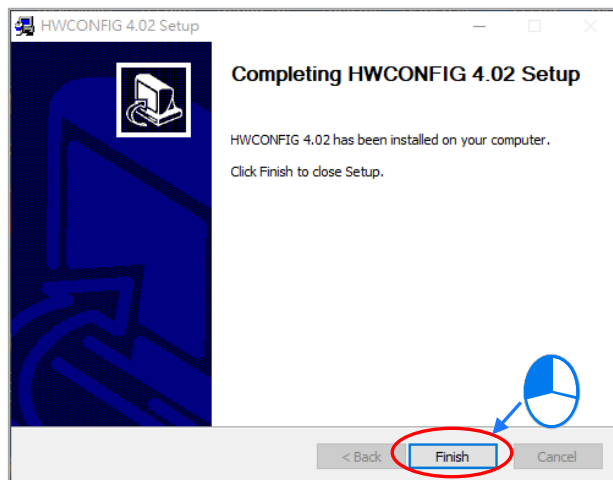 HWCONFIG 4.02 Setup
Completing HWCONFIG 4.02 Setup
HWCONFIG 4.02 has been installed on your computer.
Click Finish to close Setup.
< Back Finish Cancel